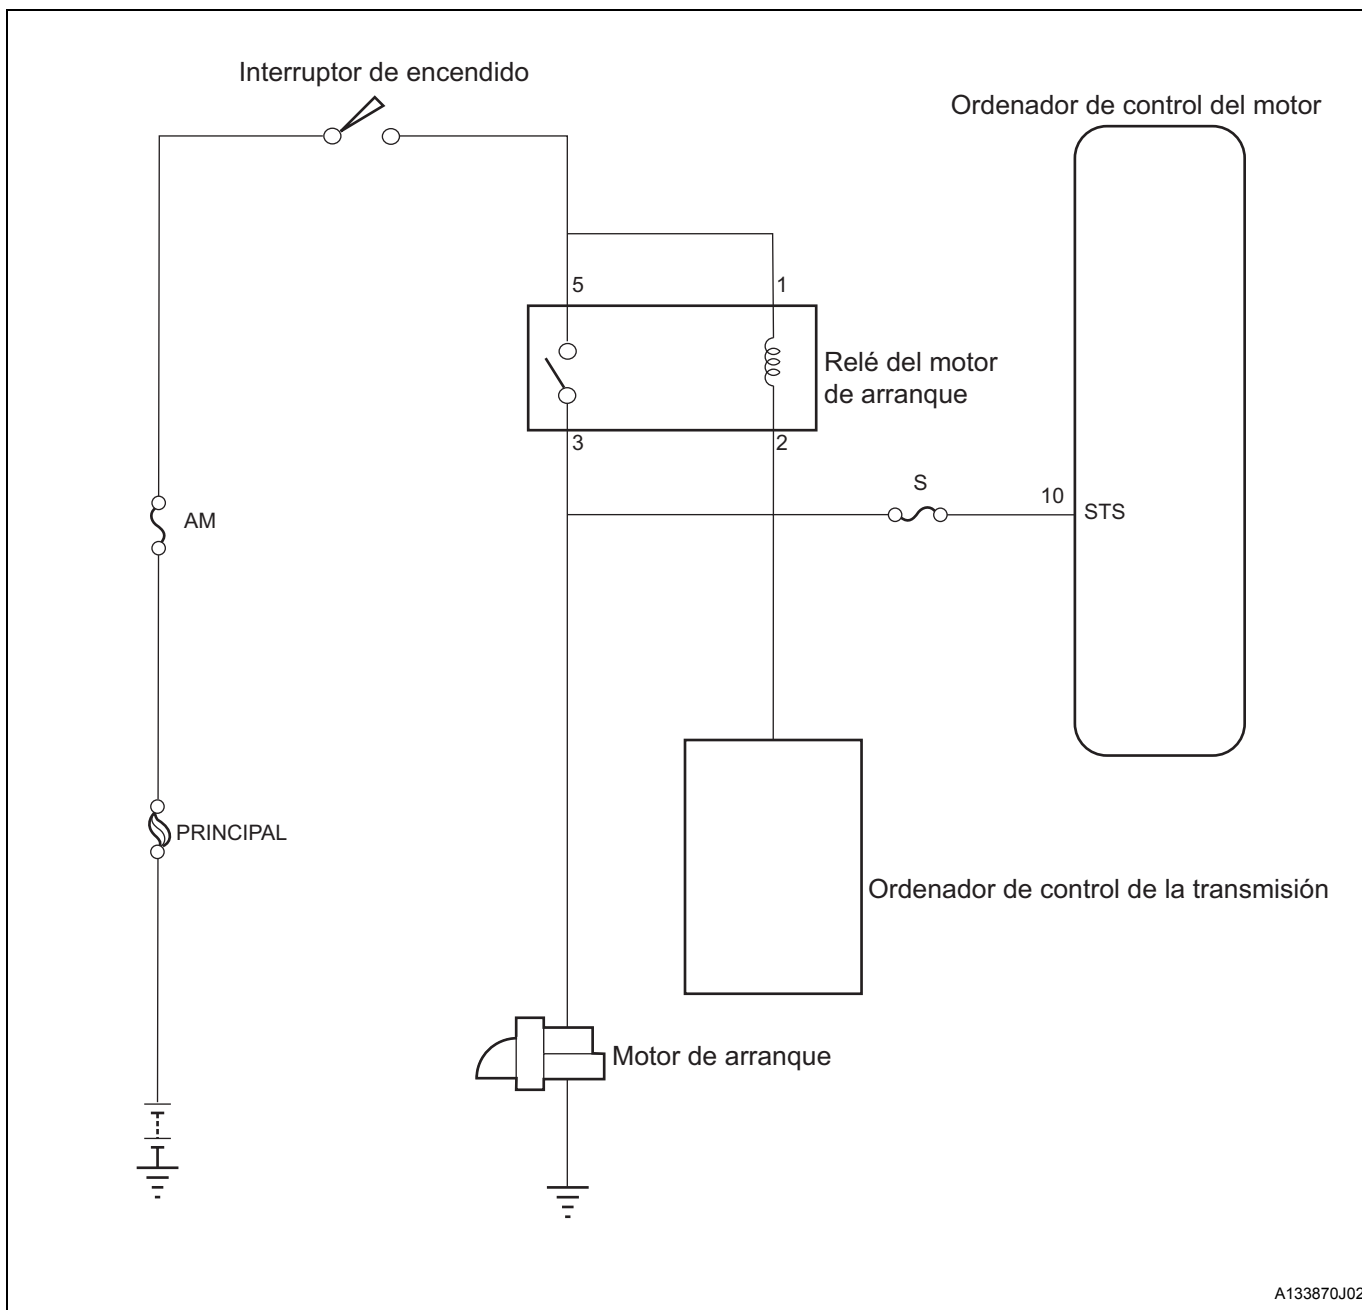 Interruptor de encendido
Ordenador de control del motor
5
1
Relé del motor
de arranque
3
2
S
10
STS
AM
PRINCIPAL
Ordenador de control de la transmisión
Motor de arranque
A133870J02